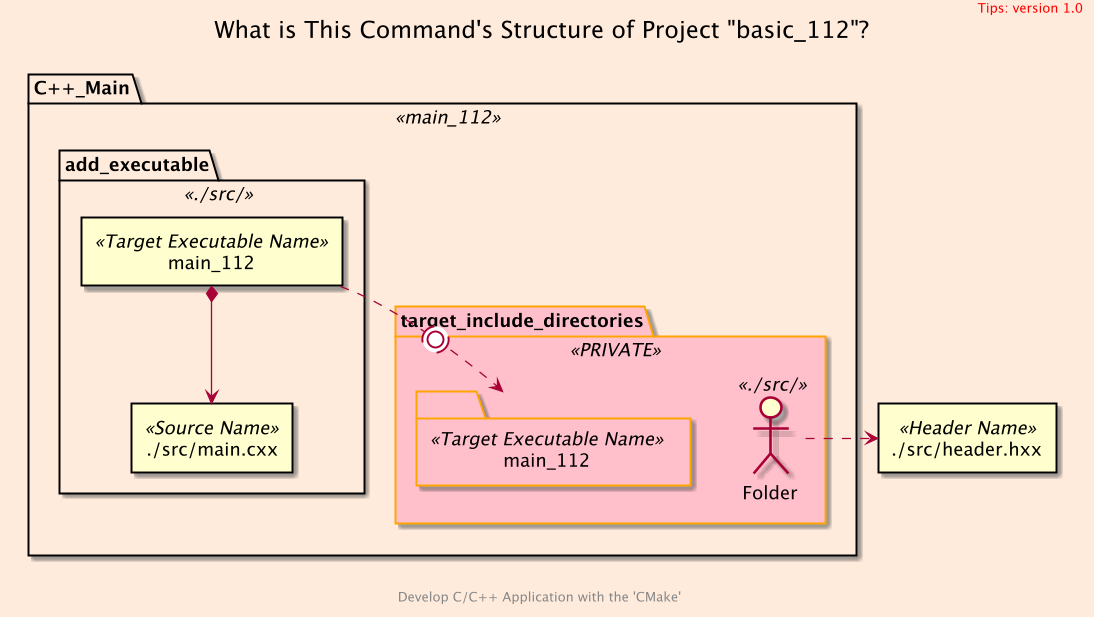 Tips: version 1.0
What is This Command's Structure of Project "basic_112"?
C++_Main
«main_112»
add_executable
«./src/»
«Target Executable Name»
main_112
target_include_directories
«PRIVATE»
«./src/»
«Source Name»
./src/main.cxx
«Target Executable Name»
main_112
Folder
«Header Name»
./src/header.hxx
Develop C/C++ Application with the 'CMake'